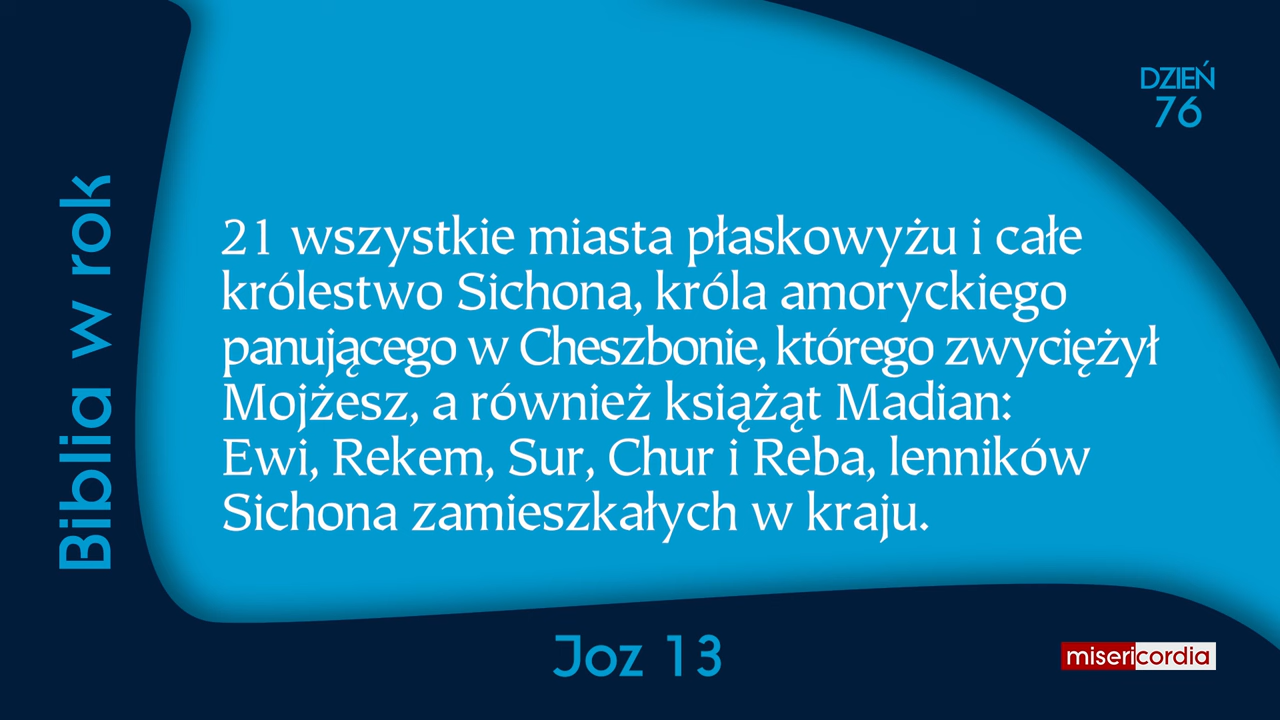 DZIEŃ
76
Biblia w rok
21 wszystkie miasta płaskowyżu i całe
królestwo Sichona, króla amoryckiego
panującego w Cheszbonie, którego zwyciężył
Mojżesz, a również książąt Madian:
Ewi, Rekem, Sur, Chur i Reba, lenników
Sichona zamieszkałych w kraju.
Joz 13
misericordia